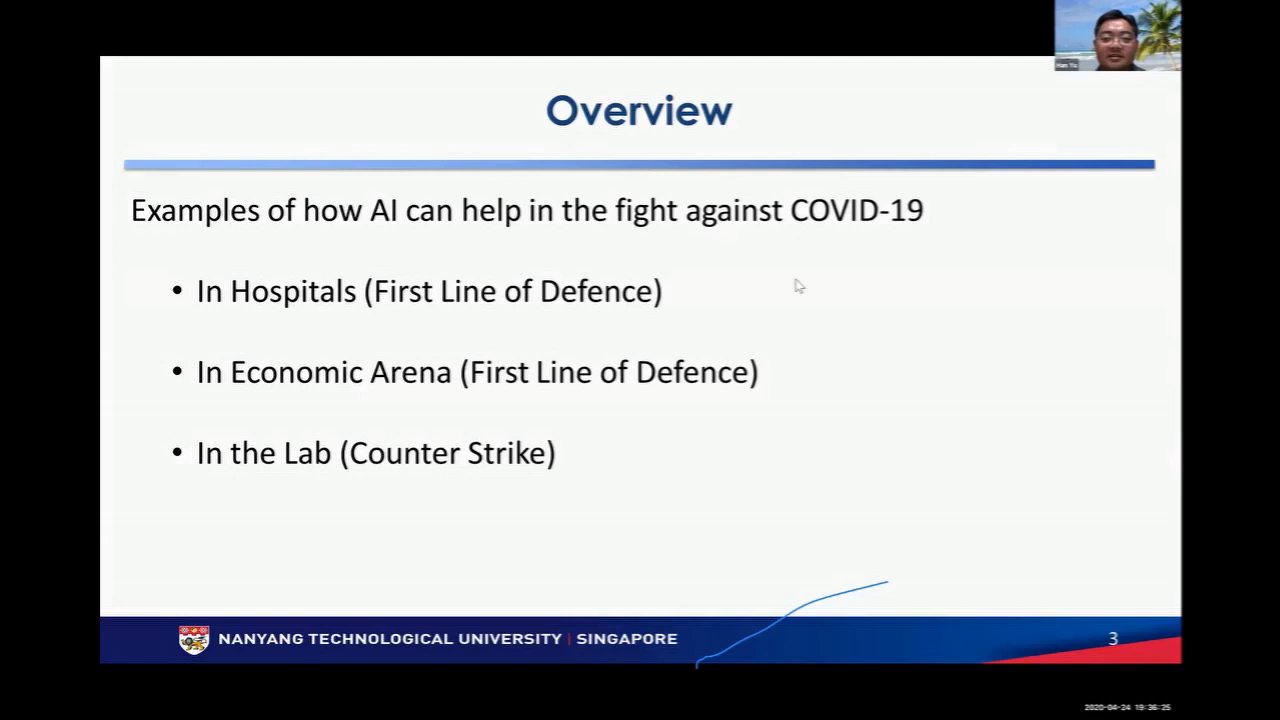 Han Yu
Overview
Examples of how AI can help in the fight against COVID-19
• In Hospitals (First Line of Defence)
• In Economic Arena (First Line of Defence)
• In the Lab (Counter Strike)
NANYANG TECHNOLOGICAL UNIVERSITY | SINGAPORE
3
2020-04-24 19:36:25